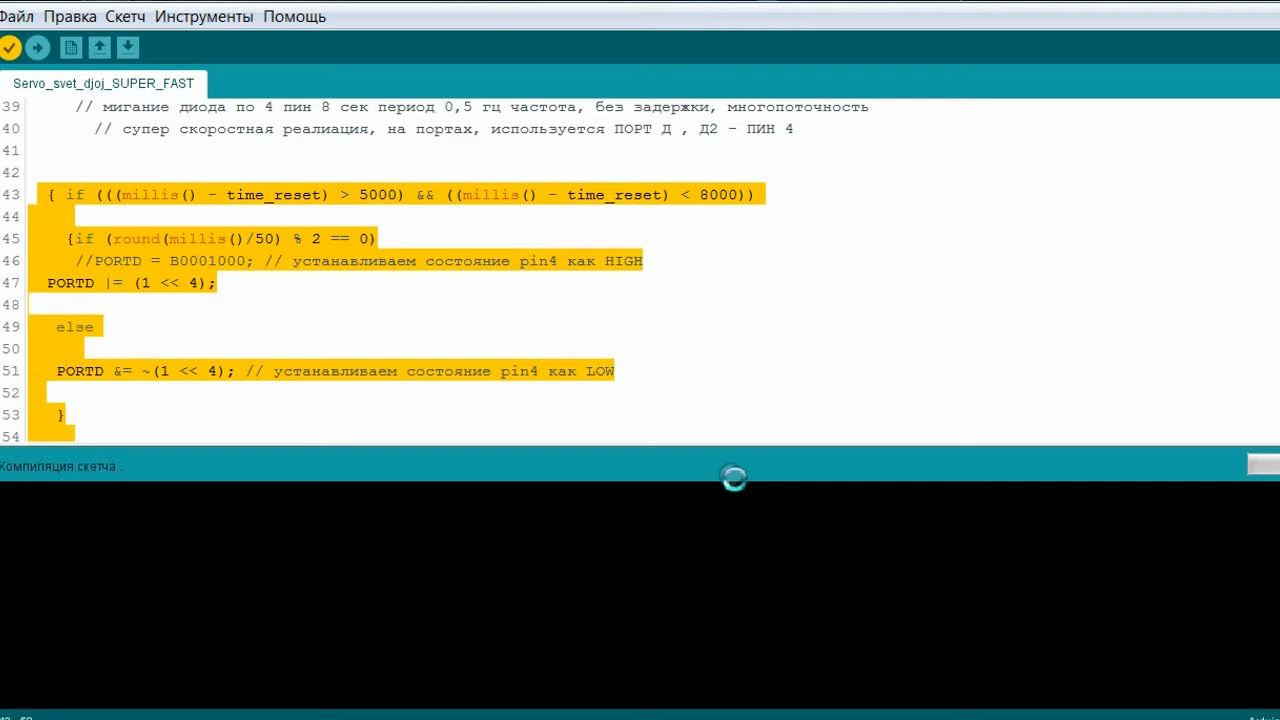 Файл Правка Скетч Инструменты Помощь
Servo_svet_djoj_SUPER_FAST
39 // мигание диода по 4 пин 8 сек период 0,5 гц частота, без задержки, многопоточность
40 // супер скоростная реалиация, на портах, используется ПОРТ Д , Д2 - ПИН 4
41
42
43 { if (((millis() - time_reset) > 5000) && ((millis() - time_reset) < 8000))
44
45 {if (round(millis()/50) % 2 == 0)
46 //PORTD = B0001000; // устанавливаем состояние pin4 как HIGH
47 PORTD |= (1 << 4);
48
49 else
50
51 PORTD &= ~(1 << 4); // устанавливаем состояние pin4 как LOW
52
53 }
54
Компиляция скетча...